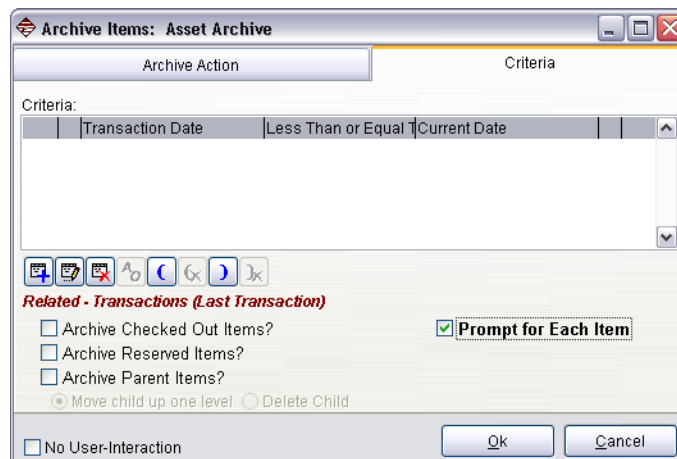 Archive Items: Asset Archive
Archive Action Criteria
Criteria:
Transaction Date Less Than or Equal T Current Date
A O ( ( x ) ) x
Related - Transactions (Last Transaction)
Archive Checked Out Items? Prompt for Each Item
Archive Reserved Items?
Archive Parent Items?
Move child up one level Delete Child
No User-Interaction Ok Cancel